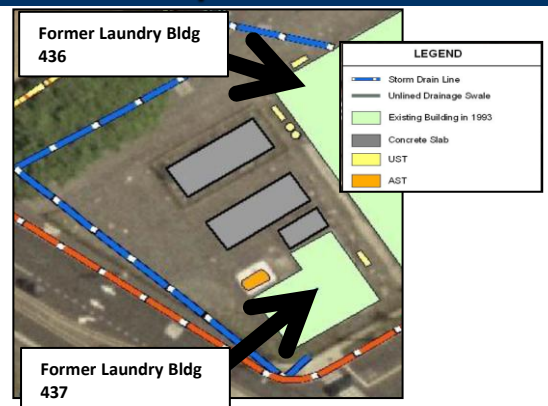 Former Laundry Bldg
436
LEGEND
Storm Drain Line
Unlined Drainage Swale
Existing Building in 1993
Concrete Slab
UST
AST
Former Laundry Bldg
437